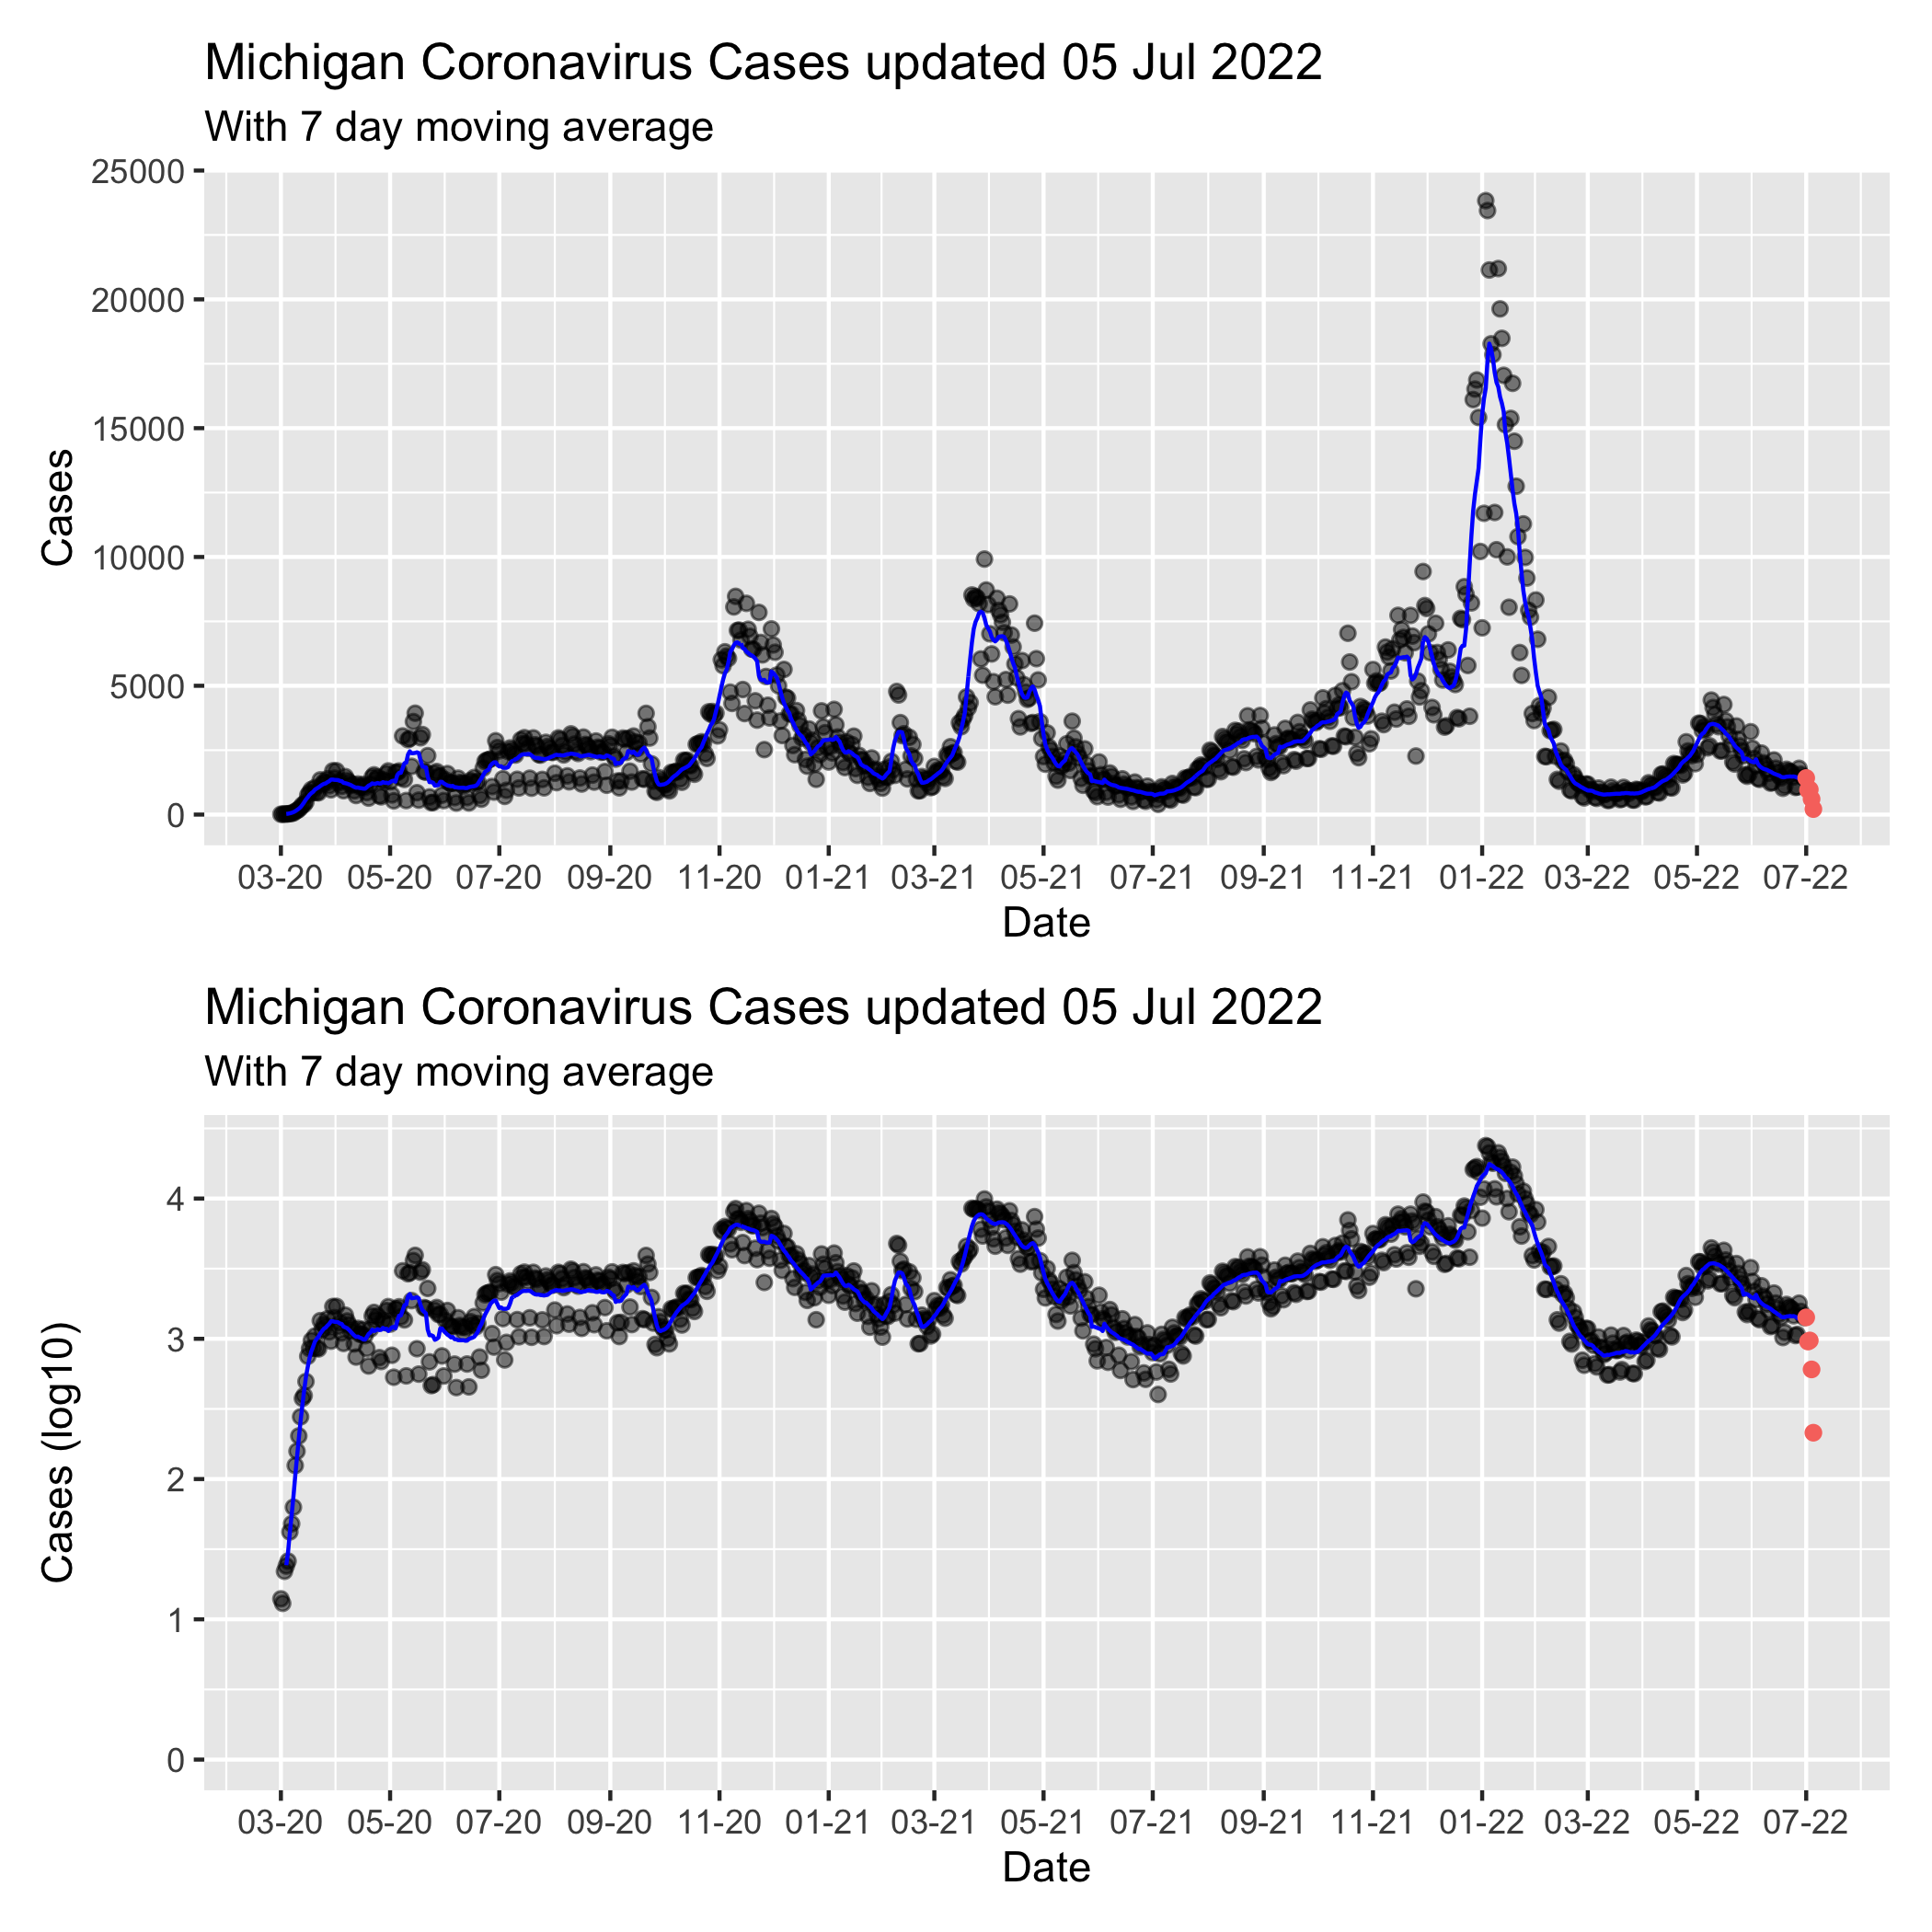 Michigan Coronavirus Cases updated 05 Jul 2022
With 7 day moving average
25000
20000
15000
10000
5000
0
Cases
03-20 05-20 07-20 09-20 11-20 01-21 03-21 05-21 07-21 09-21 11-21 01-22 03-22 05-22 07-22
Date
Michigan Coronavirus Cases updated 05 Jul 2022
With 7 day moving average
4
3
2
1
0
Cases (log10)
03-20 05-20 07-20 09-20 11-20 01-21 03-21 05-21 07-21 09-21 11-21 01-22 03-22 05-22 07-22
Date